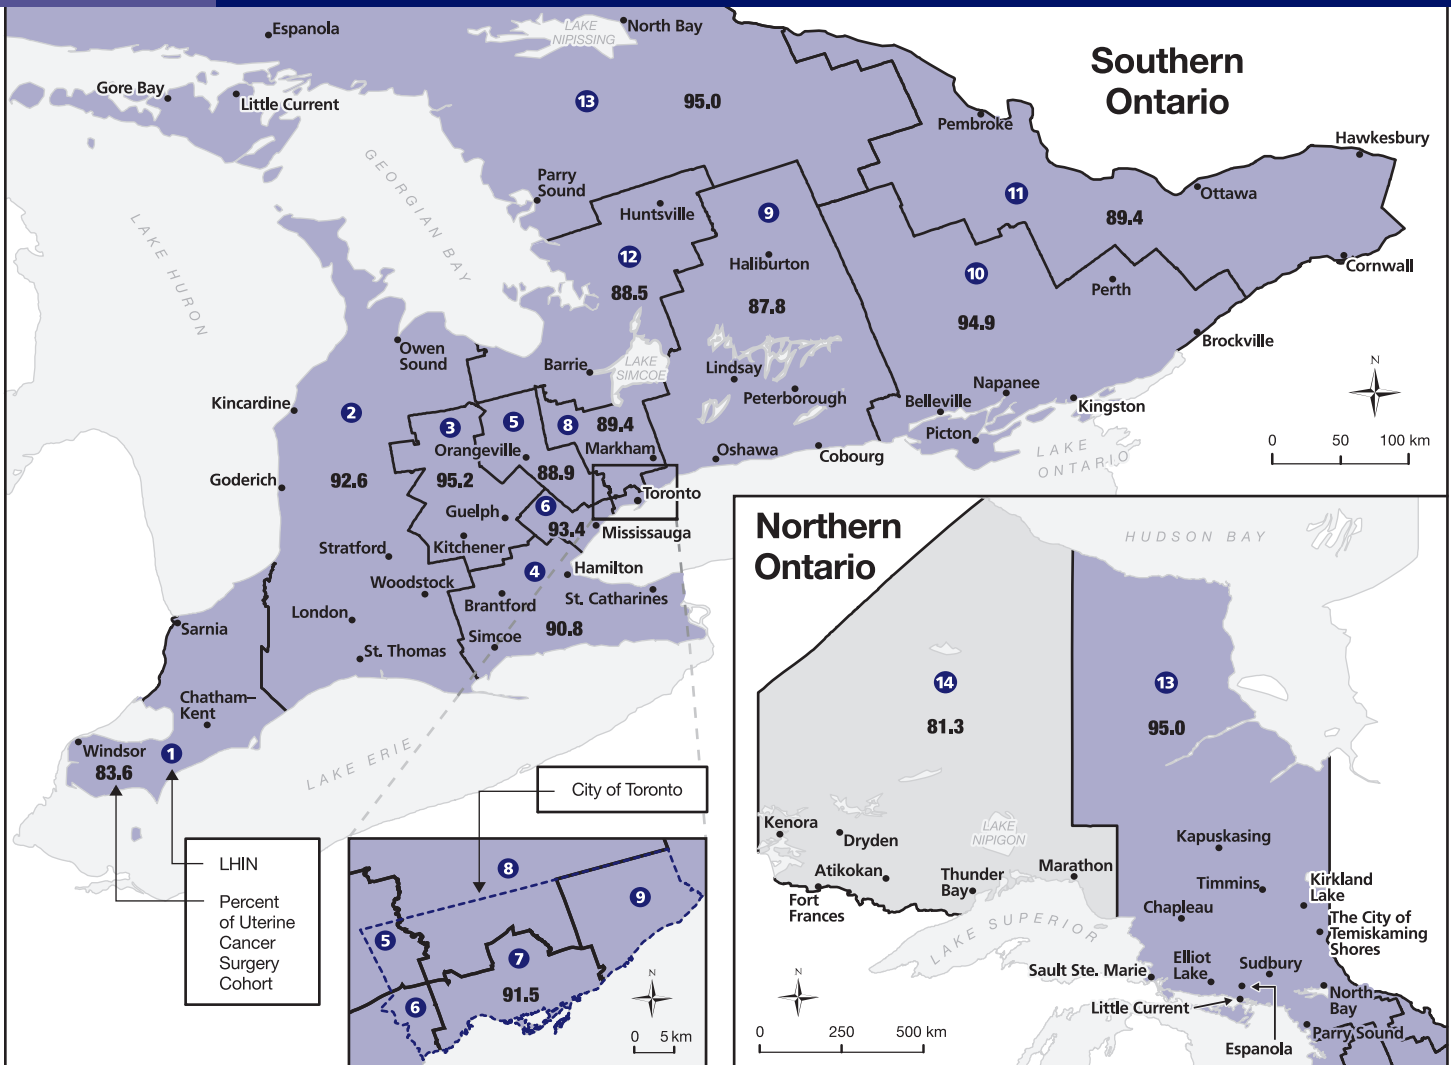 Southern
Ontario
Espanola
LAKE
NIPISSING
North Bay
Gore Bay
Little Current
13
95.0
Pembroke
Hawkesbury
GEORGIAN BAY
Parry
Sound
Huntsville
9
11
89.4
Ottawa
LAKE HURON
12
88.5
Haliburton
87.8
10
94.9
Perth
Cornwall
Owen
Sound
Barrie
LAKE
SIMCOE
Lindsay
Peterborough
Brockville
N
Napanee
Belleville
Kingston
Picton
LAKE
ONTARIO
0 50 100 km
Kincardine
2
3
5
8
89.4
Orangeville
Markham
Oshawa
Cobourg
Goderich
92.6
95.2
88.9
Toronto
Guelph
6
93.4
Mississauga
Stratford
Kitchener
4
Hamilton
Woodstock
Brantford
St. Catharines
London
90.8
Simcoe
Sarnia
St. Thomas
Chatham–
Kent
Windsor
83.6
1
LAKE ERIE
LHIN
Percent
of Uterine
Cancer
Surgery
Cohort
City of Toronto
8
9
5
7
91.5
6
N
0 5 km
Northern
Ontario
HUDSON BAY
14
81.3
13
95.0
Kenora
Dryden
LAKE
NIPIGON
Atikokan
Thunder
Bay
Marathon
Fort
Frances
LAKE SUPERIOR
Kapuskasing
Timmins
Kirkland
Lake
Chapleau
The City of
Temiskaming
Shores
Elliot
Lake
Sudbury
Sault Ste. Marie
Little Current
North
Bay
Parry Sound
Espanola
N
0 250 500 km